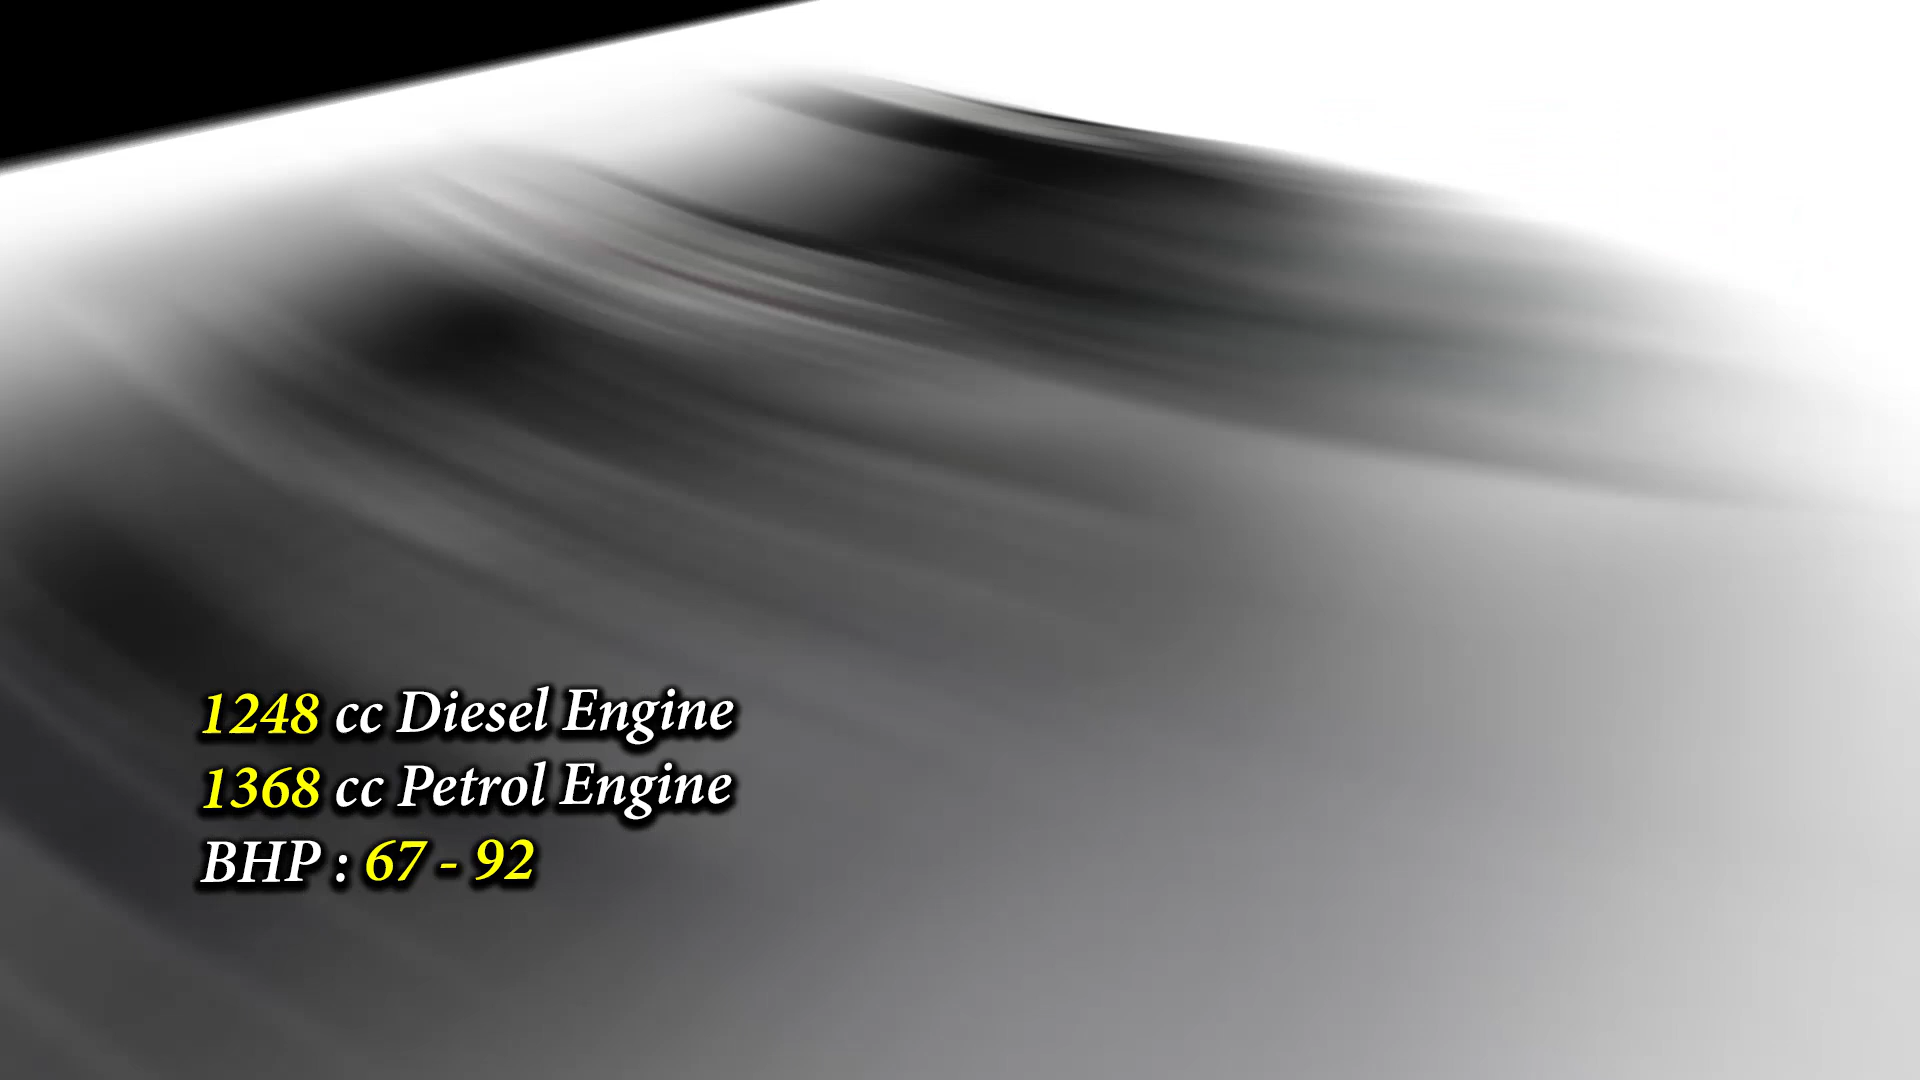 1248 cc Diesel Engine
1368 cc Petrol Engine
BHP : 67 - 92